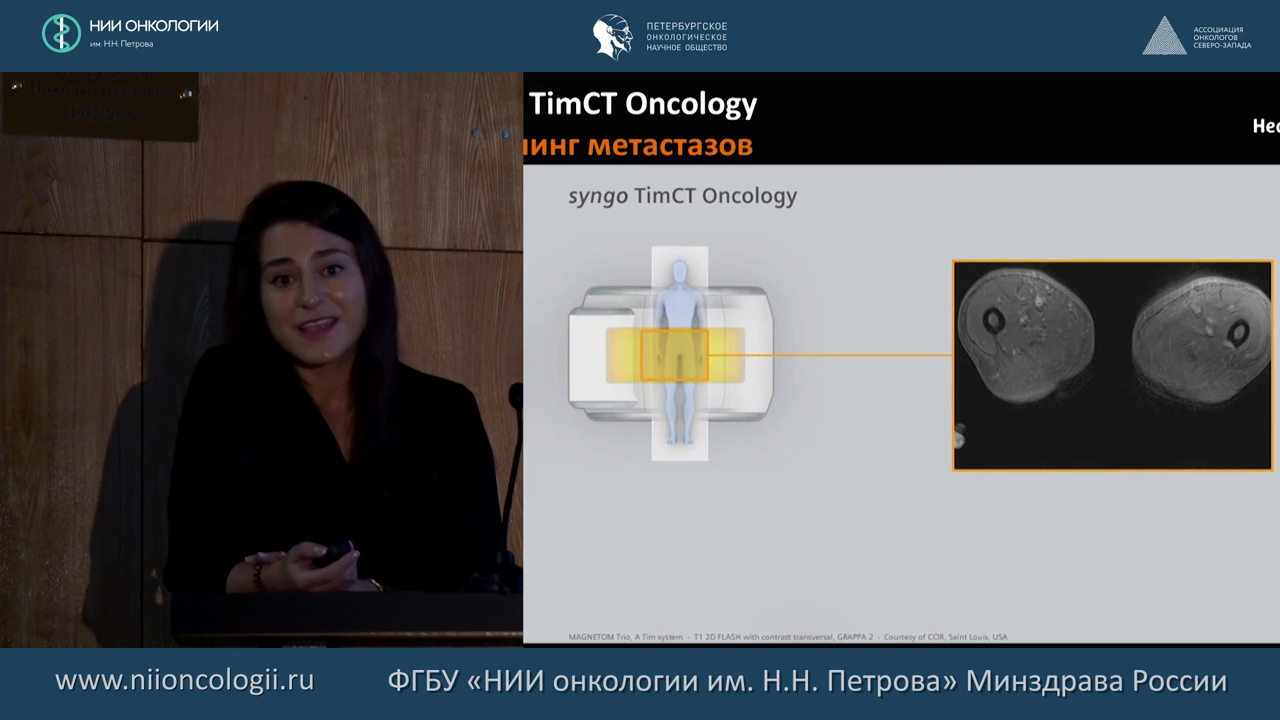 НИИ ОНКОЛОГИИ
им. Н.Н. Петрова
ПЕТЕРБУРГСКОЕ
ОНКОЛОГИЧЕСКОЕ
НАУЧНОЕ ОБЩЕСТВО
АССОЦИАЦИЯ
ОНКОЛОГОВ
СЕВЕРО-ЗАПАДА
TimCT Oncology
инг метастазов
Нес
syngo TimCT Oncology
MAGNETOM Trio, A Tim system - T1 2D FLASH with contrast transversal, GRAPPA 2 - Courtesy of CCIR, Saint Louis, USA
www.niioncologii.ru
ФГБУ «НИИ онкологии им. Н.Н. Петрова» Минздрава России